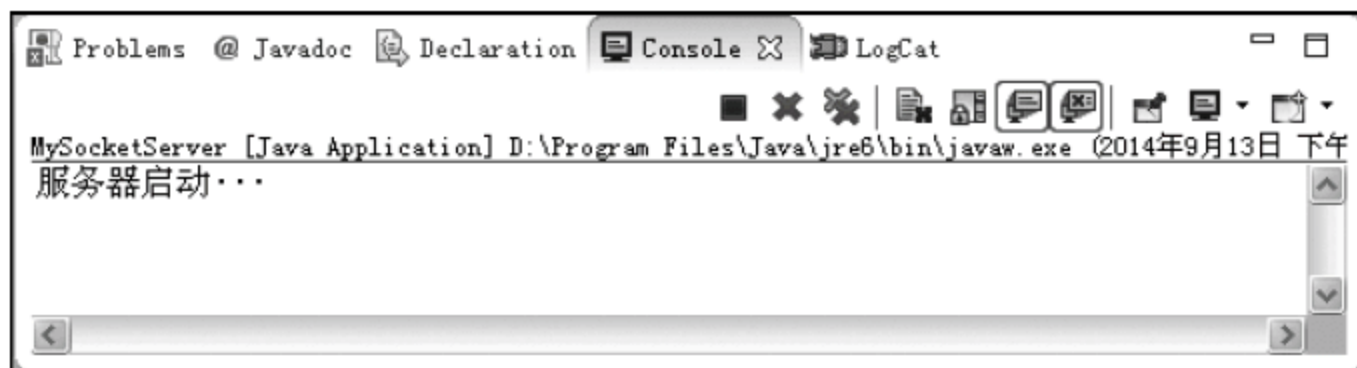 Problems @ Javadoc Declaration Console LogCat
MySocketServer [Java Application] D:\Program Files\Java\jre6\bin\javaw.exe (2014年9月13日 下午
服务器启动···